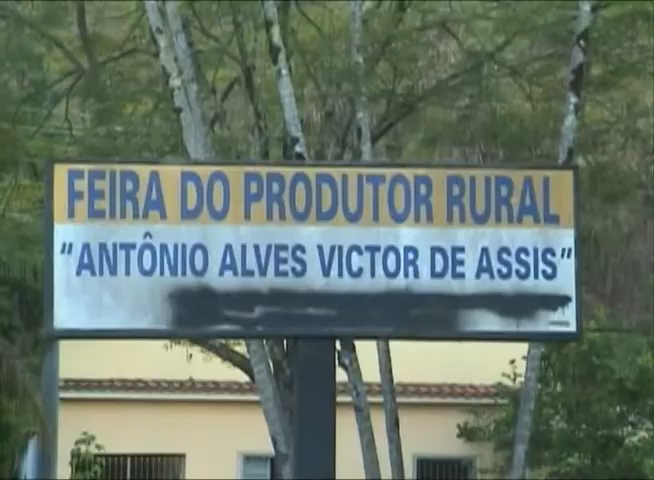 FEIRA DO PRODUTOR RURAL
"ANTÔNIO ALVES VICTOR DE ASSIS"